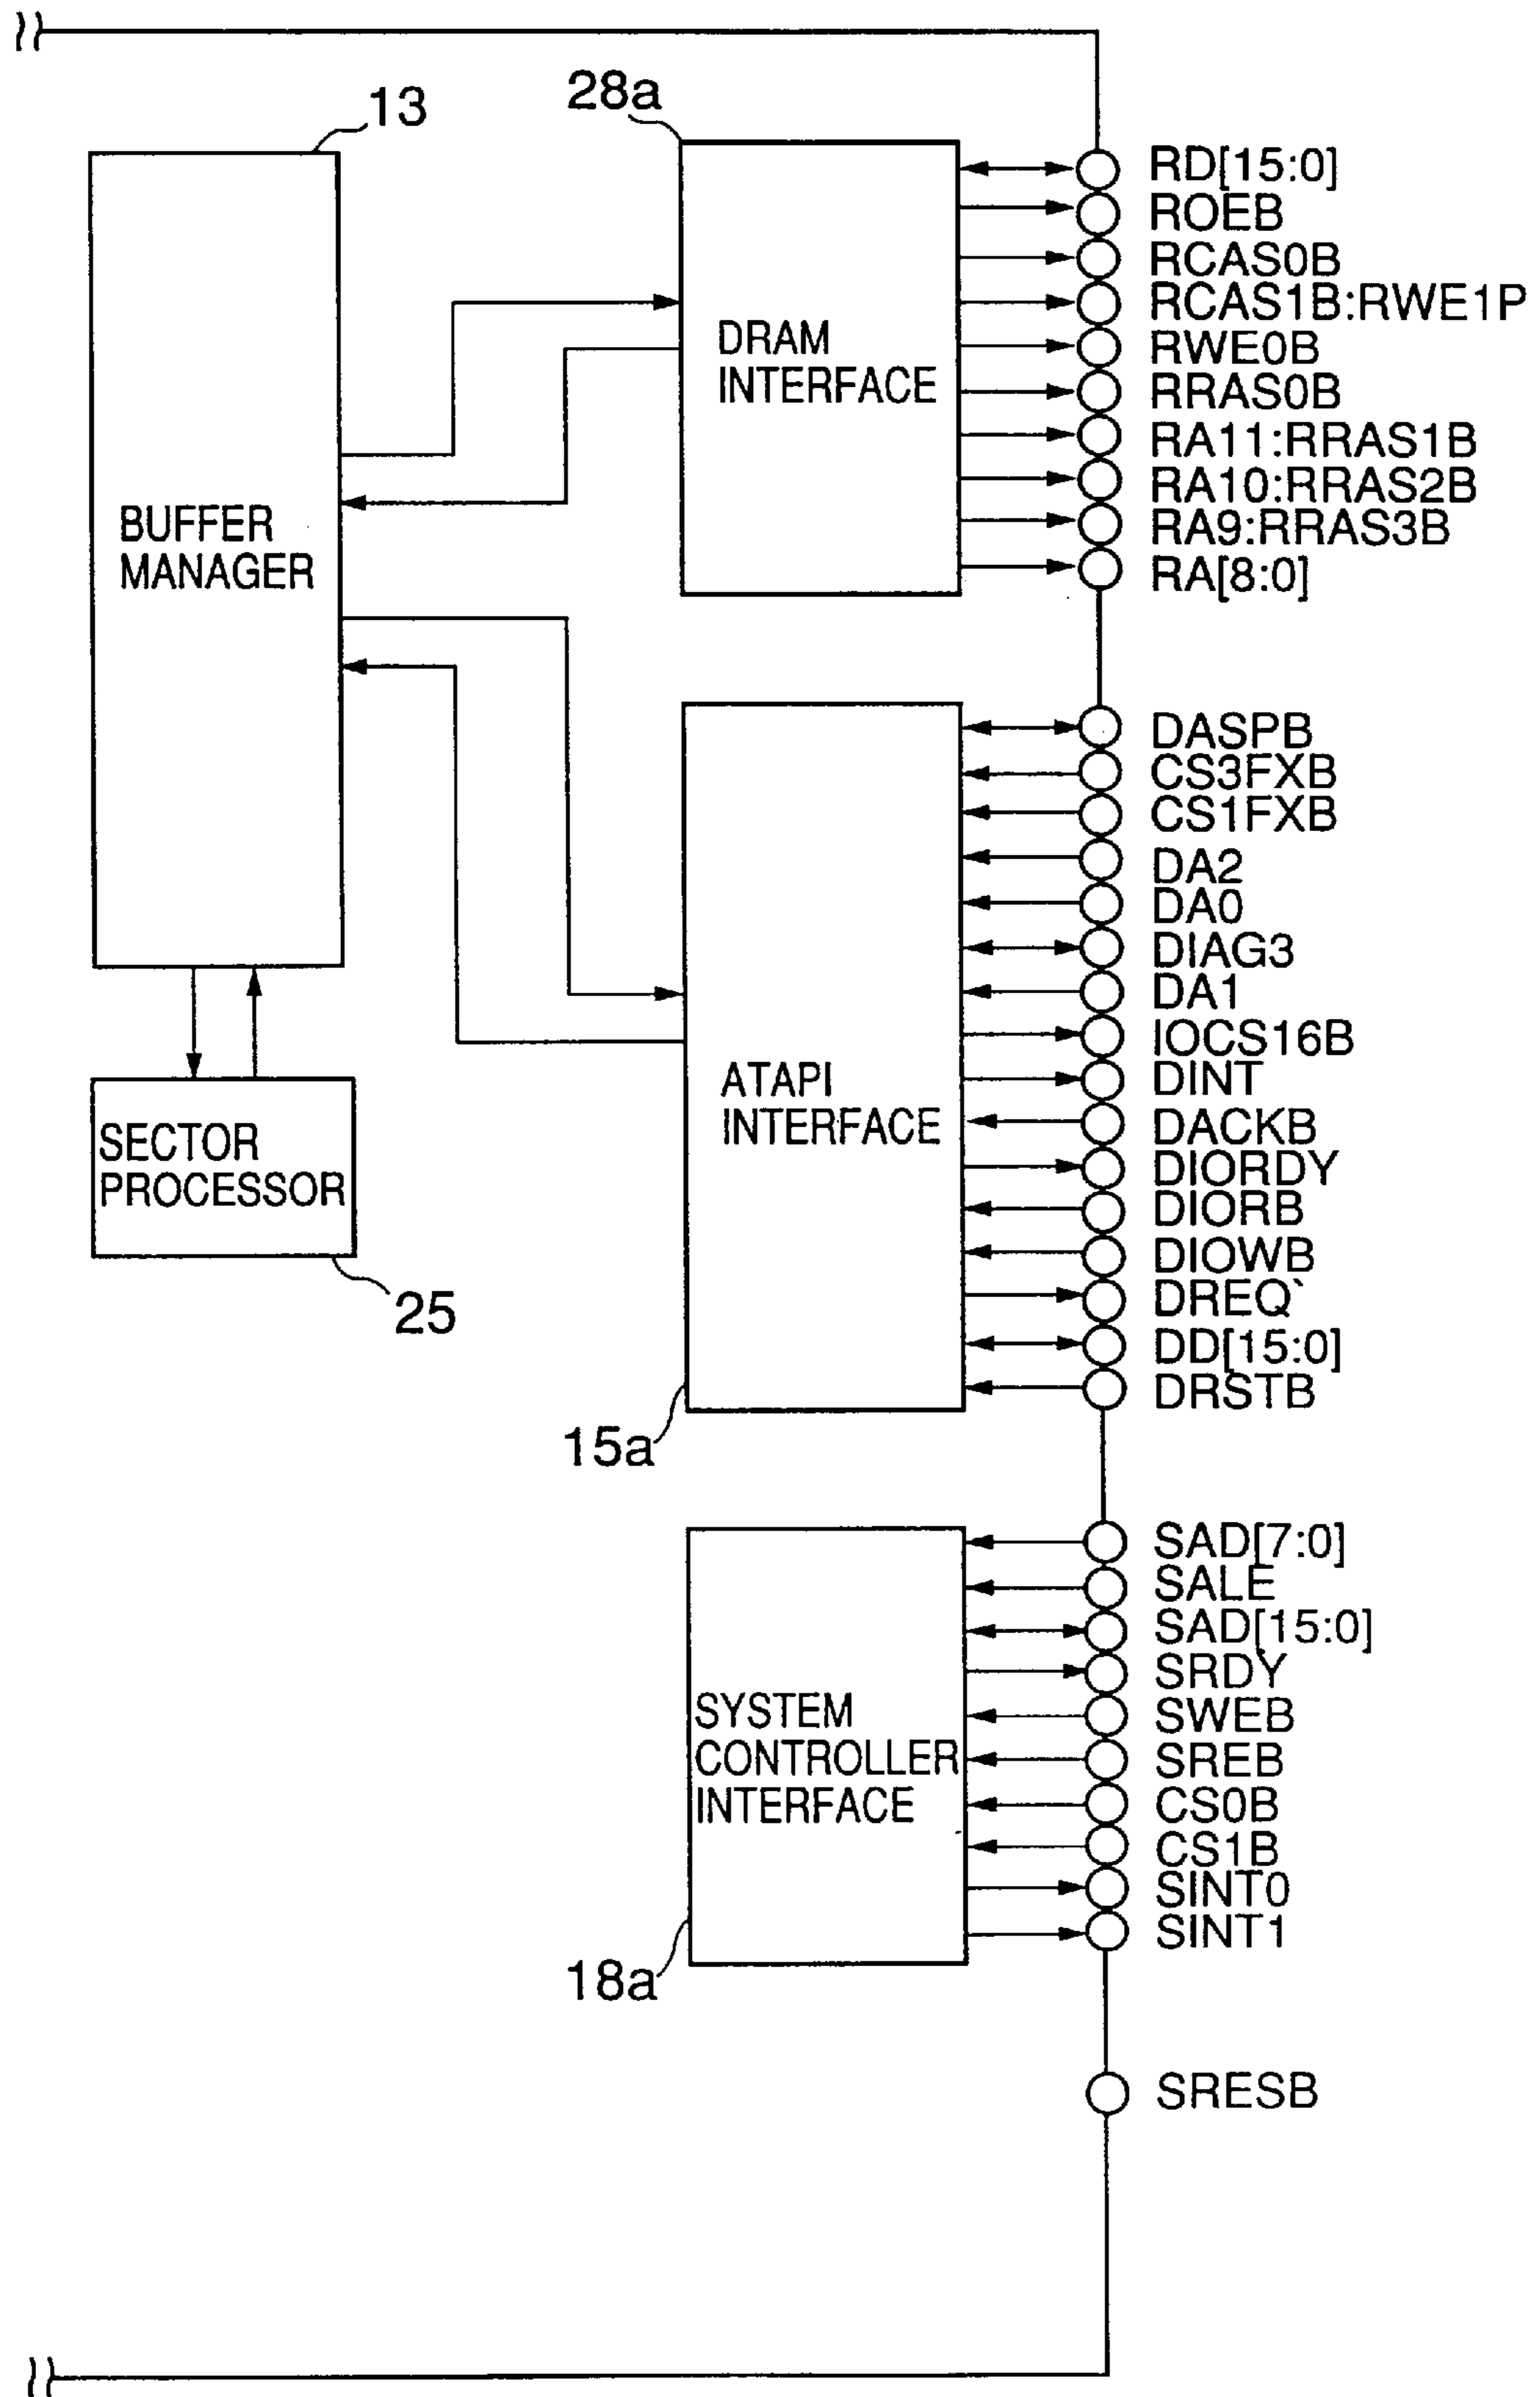 13
28a
BUFFER
MANAGER
DRAM
INTERFACE
RD[15:0]
ROEB
RCAS0B
RCAS1B:RWE1P
RWE0B
RRAS0B
RA11:RRAS1B
RA10:RRAS2B
RA9:RRAS3B
RA[8:0]
SECTOR
PROCESSOR
25
ATAPI
INTERFACE
15a
DASPB
CS3FXB
CS1FXB
DA2
DA0
DIAG3
DA1
IOCS16B
DINT
DACKB
DIORDY
DIORB
DIOWB
DREQ`
DD[15:0]
DRSTB
SYSTEM
CONTROLLER
INTERFACE
18a
SAD[7:0]
SALE
SAD[15:0]
SRDY
SWEB
SREB
CS0B
CS1B
SINT0
SINT1
SRESB